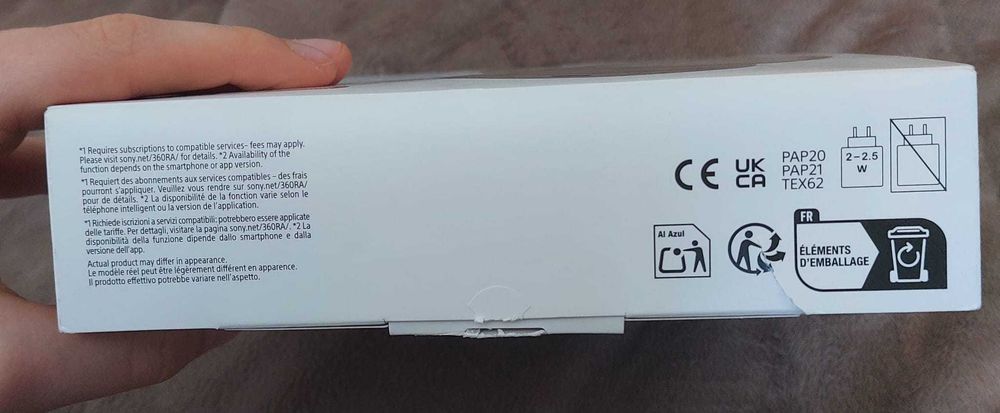 *1 Requires subscriptions to compatible services– fees may apply.
Please visit sony.net/360RA/ for details. *2 Availability of the
function depends on the smartphone or app version.
*1 Requiert des abonnements aux services compatibles – des frais
pourront s'appliquer. Veuillez vous rendre sur sony.net/360RA/
pour de détails. *2 La disponibilité de la fonction varie selon le
téléphone intelligent ou la version de l'application.
*1 Richiede iscrizioni a servizi compatibili: potrebbero essere applicate
delle tariffe. Per dettagli, visitare la pagina sony.net/360RA/. *2 La
disponibilità della funzione dipende dallo smartphone e dalla
versione dell'app.
Actual product may differ in appearance.
Le modèle réel peut être légèrement différent en apparence.
Il prodotto effettivo potrebbe variare nell'aspetto.
CE
UK
CA
PAP20
PAP21
TEX62
2 – 2.5
W
Al Azul
FR
ÉLÉMENTS
D'EMBALLAGE